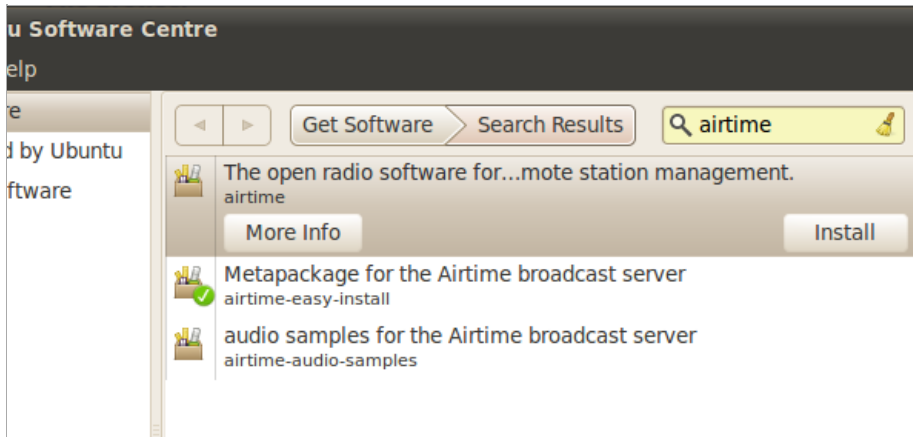 u Software Centre
elp
re
d by Ubuntu
ftware
Get Software
Search Results
airtime
The open radio software for...mote station management.
airtime
More Info
Install
Metapackage for the Airtime broadcast server
airtime-easy-install
audio samples for the Airtime broadcast server
airtime-audio-samples